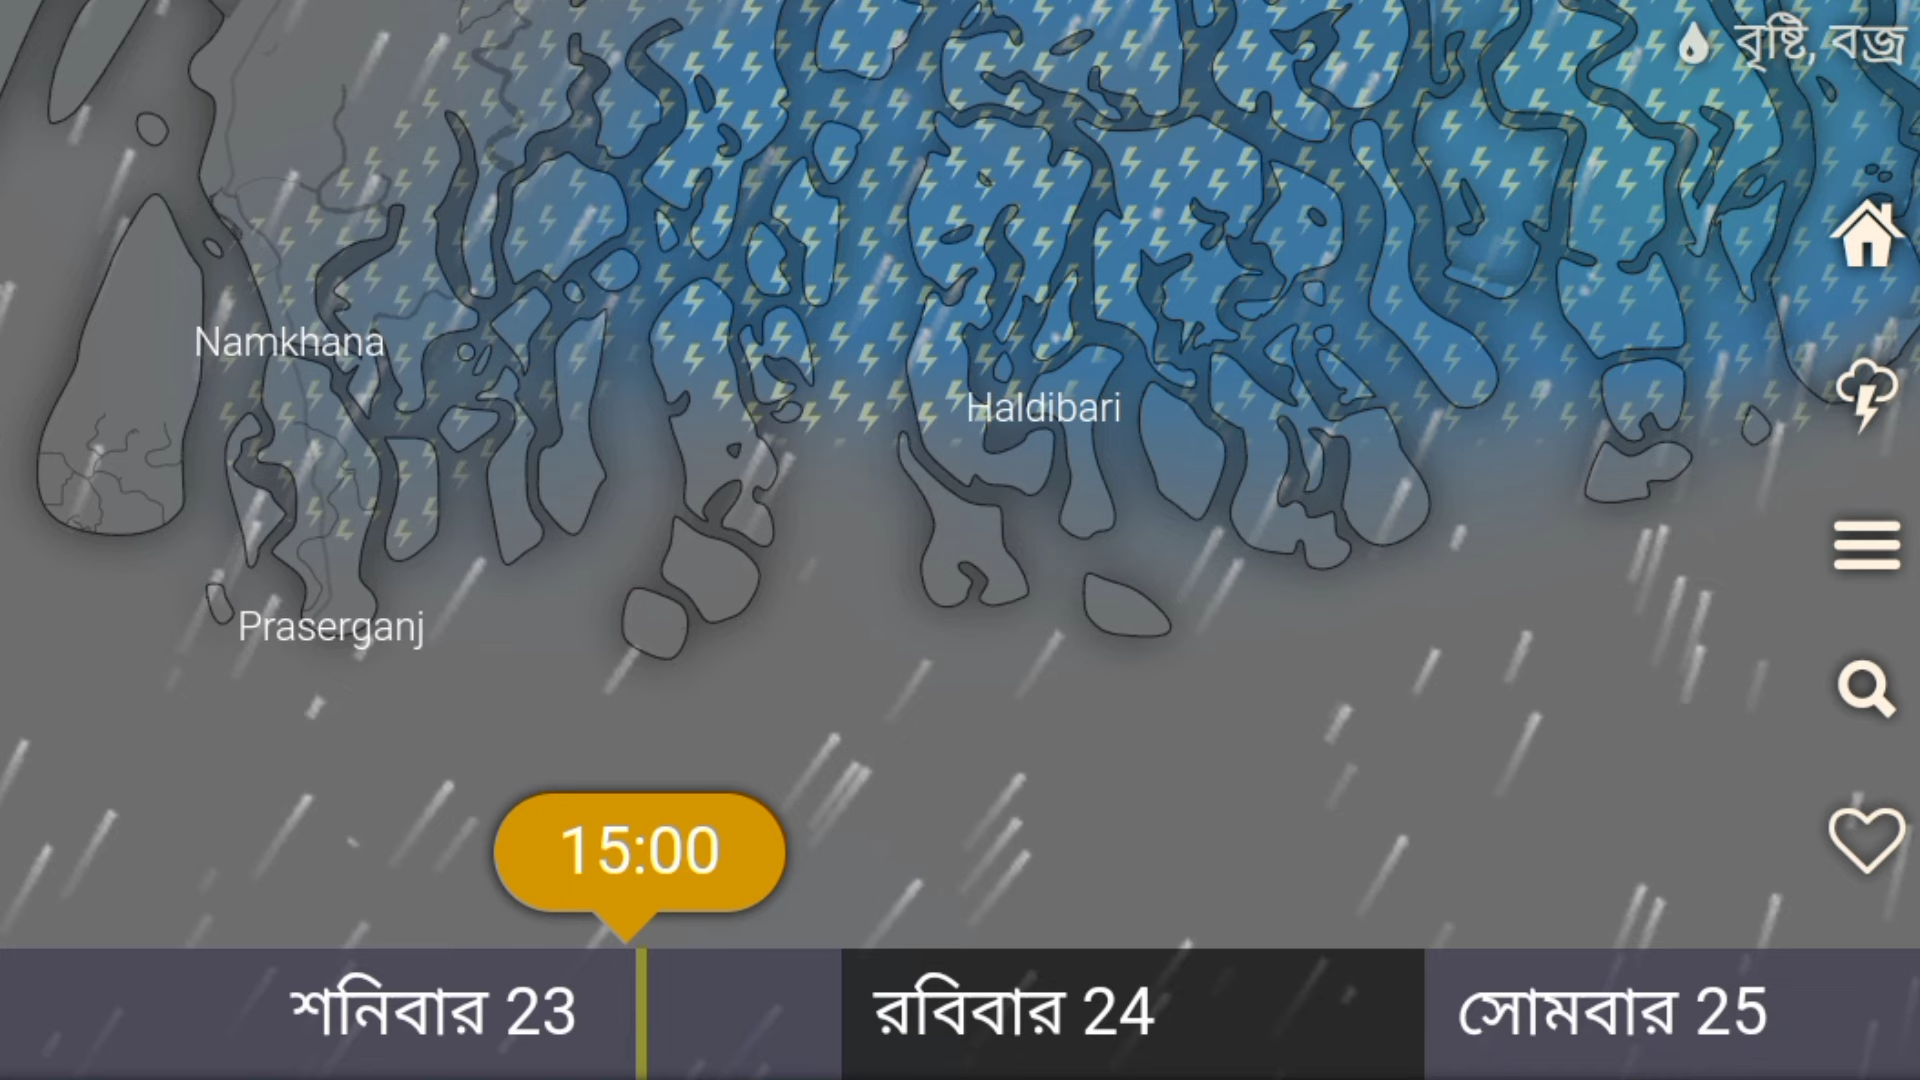 বৃষ্টি, বজ্র
Namkhana
Haldibari
Praserganj
15:00
শনিবার 23
রবিবার 24
সোমবার 25